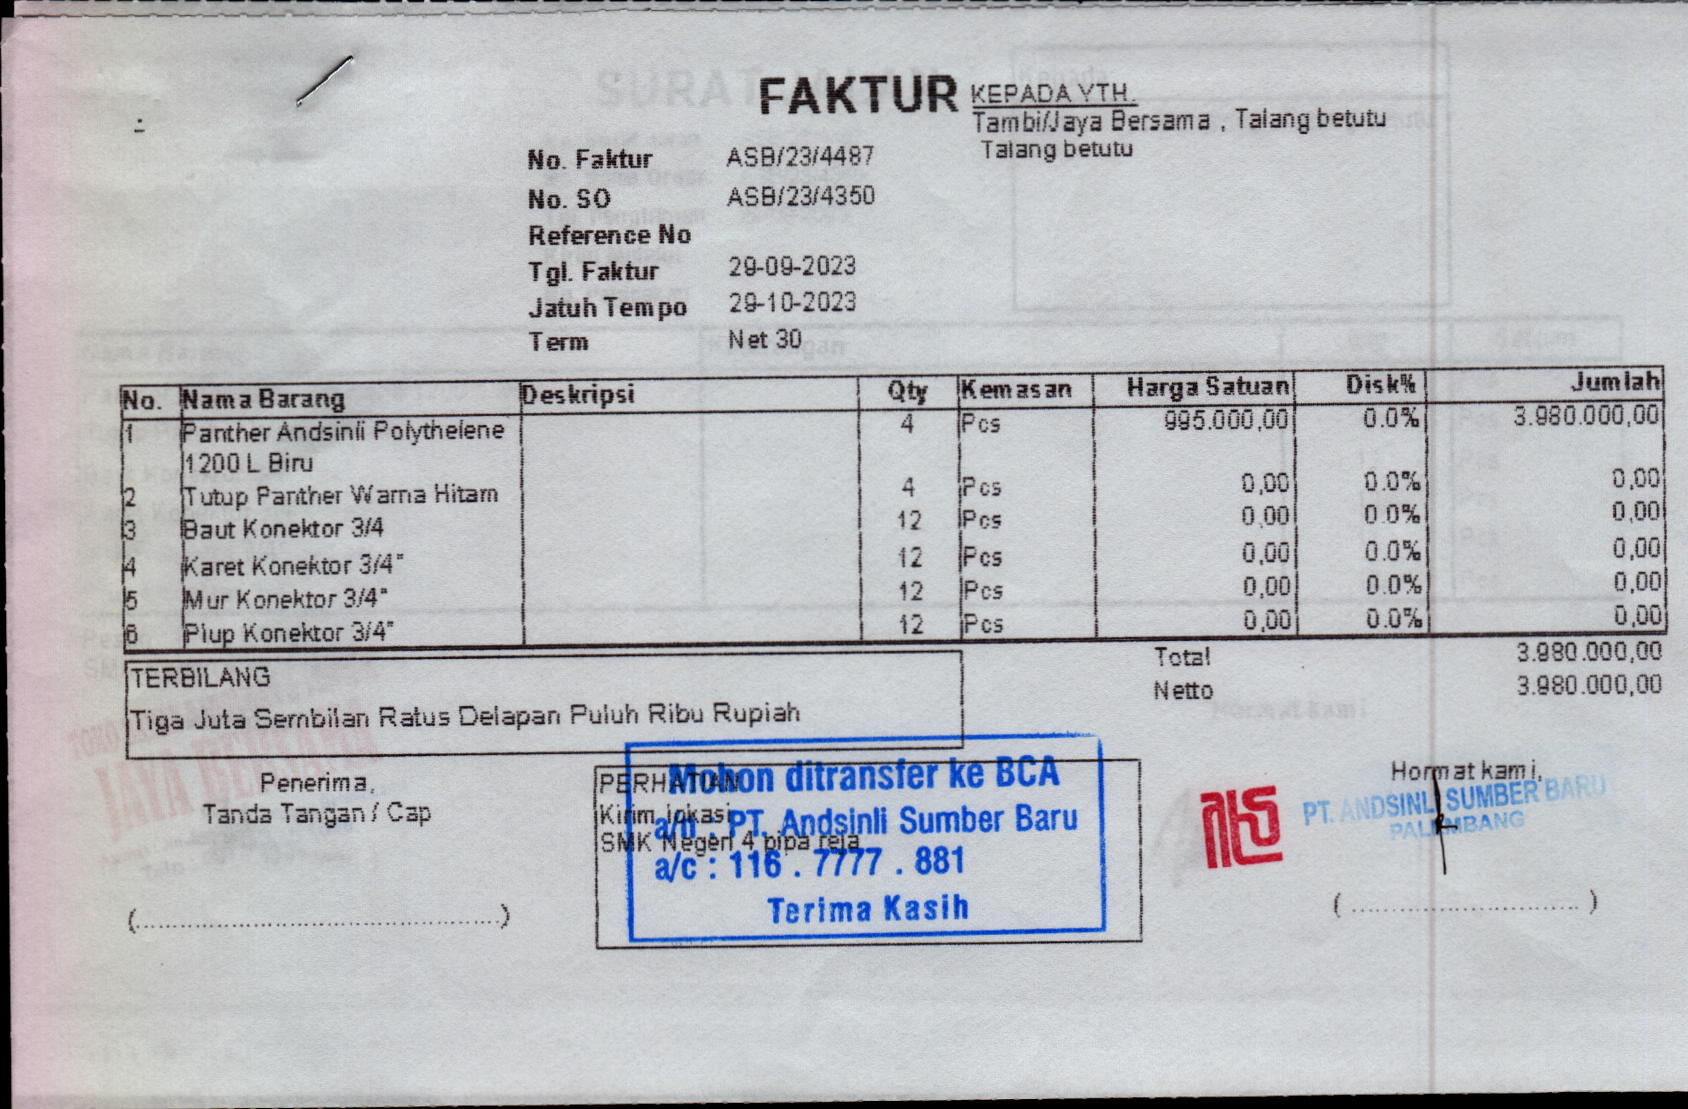 FAKTUR
KEPADA YTH.
Tambi/Jaya Bersama , Talang betutu
Talang betutu
No. Faktur ASB/23/4487
No. SO ASB/23/4350
Reference No
Tgl. Faktur 29-09-2023
Jatuh Tempo 29-10-2023
Term Net 30
No. Nama Barang Deskripsi Qty Kemasan Harga Satuan Disk% Jumlah
1 Panther Andsinli Polythelene 4 Pcs 995.000,00 0.0% 3.980.000,00
1200 L Biru
2 Tutup Panther Warna Hitam 4 Pcs 0,00 0.0% 0,00
3 Baut Konektor 3/4 12 Pcs 0,00 0.0% 0,00
4 Karet Konektor 3/4" 12 Pcs 0,00 0.0% 0,00
5 Mur Konektor 3/4" 12 Pcs 0,00 0.0% 0,00
6 Plup Konektor 3/4" 12 Pcs 0,00 0.0% 0,00
Total 3.980.000,00
Netto 3.980.000,00
TERBILANG
Tiga Juta Sembilan Ratus Delapan Puluh Ribu Rupiah
Penerima,
Tanda Tangan / Cap
(......................................................)
PERHATIAN
Kirim lokasi
SMK Negeri 4 pipa reja
Mohon ditransfer ke BCA
a/n : PT. Andsinli Sumber Baru
a/c : 116 . 7777 . 881
Terima Kasih
Hormat kami,
PT. ANDSINLI SUMBER BARU
PALEMBANG
( .................................. )